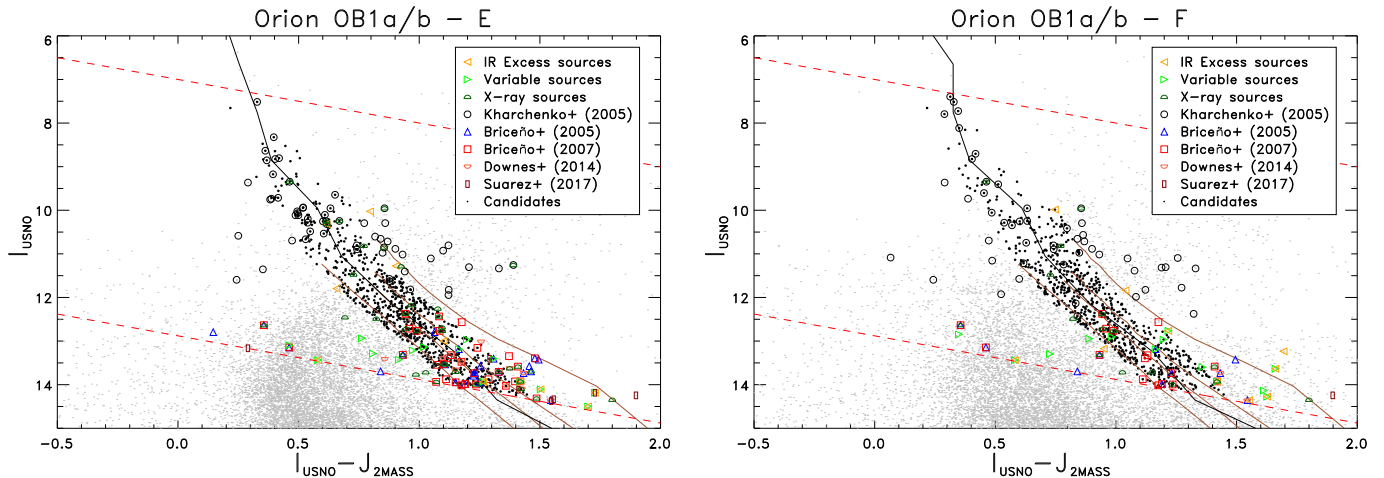 Orion OB1a/b - E
6
8
10
12
14
-0.5
0.0
0.5
1.0
1.5
2.0
I_USNO
I_USNO-J_2MASS
IR Excess sources
Variable sources
X-ray sources
Kharchenko+ (2005)
Briceño+ (2005)
Briceño+ (2007)
Downes+ (2014)
Suarez+ (2017)
Candidates
Orion OB1a/b - F
6
8
10
12
14
-0.5
0.0
0.5
1.0
1.5
2.0
I_USNO
I_USNO-J_2MASS
IR Excess sources
Variable sources
X-ray sources
Kharchenko+ (2005)
Briceño+ (2005)
Briceño+ (2007)
Downes+ (2014)
Suarez+ (2017)
Candidates